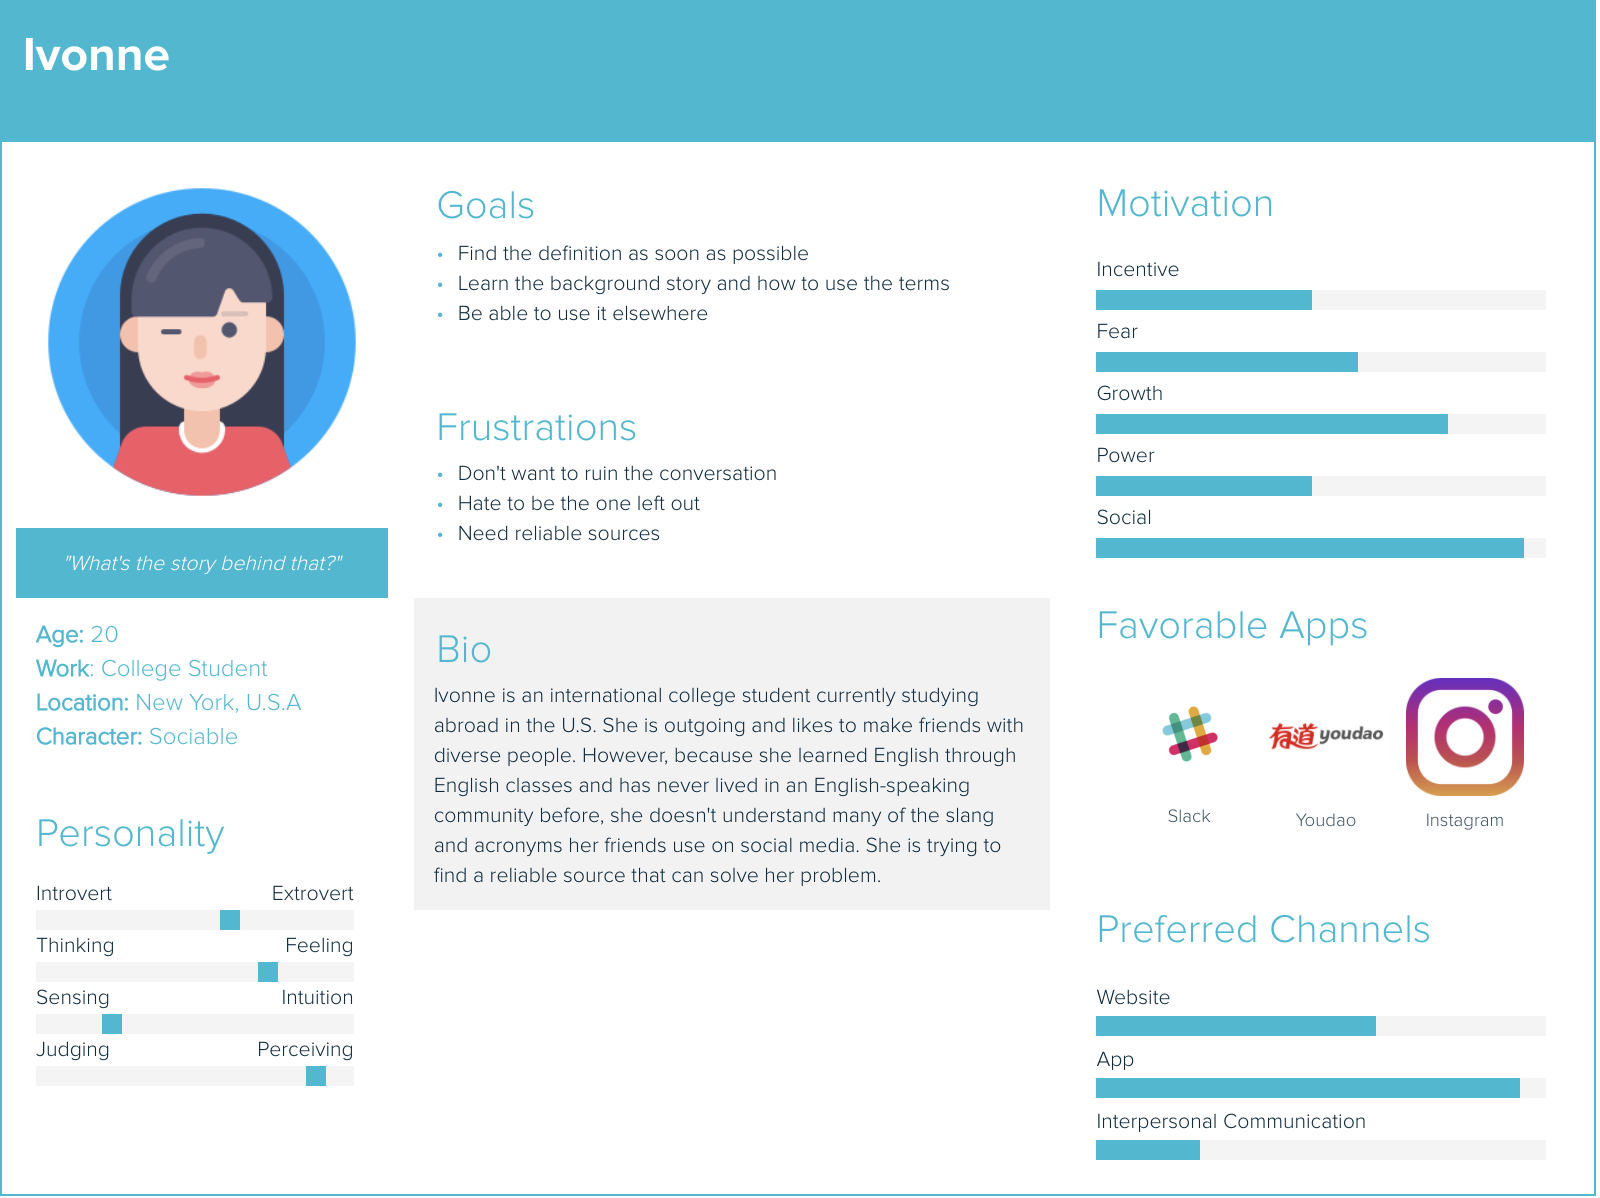 Ivonne
"What's the story behind that?"
Age: 20
Work: College Student
Location: New York, U.S.A
Character: Sociable
Personality
Introvert Extrovert
Thinking Feeling
Sensing Intuition
Judging Perceiving
Goals
• Find the definition as soon as possible
• Learn the background story and how to use the terms
• Be able to use it elsewhere
Frustrations
• Don't want to ruin the conversation
• Hate to be the one left out
• Need reliable sources
Bio
Ivonne is an international college student currently studying
abroad in the U.S. She is outgoing and likes to make friends with
diverse people. However, because she learned English through
English classes and has never lived in an English-speaking
community before, she doesn't understand many of the slang
and acronyms her friends use on social media. She is trying to
find a reliable source that can solve her problem.
Motivation
Incentive
Fear
Growth
Power
Social
Favorable Apps
有道 youdao
Slack Youdao Instagram
Preferred Channels
Website
App
Interpersonal Communication